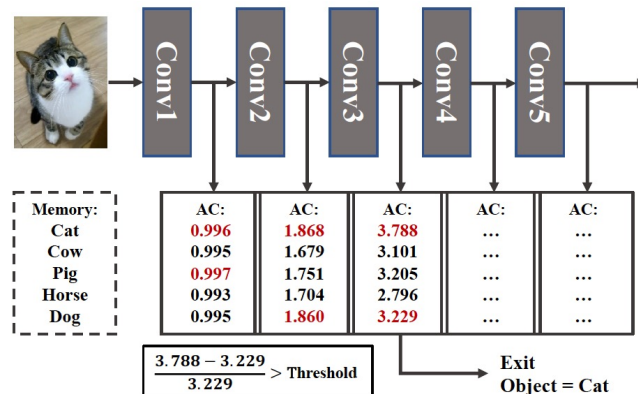 Conv1
Conv2
Conv3
Conv4
Conv5
Memory:
Cat
Cow
Pig
Horse
Dog
AC:
0.996
0.995
0.997
0.993
0.995
AC:
1.868
1.679
1.751
1.704
1.860
AC:
3.788
3.101
3.205
2.796
3.229
AC:
...
...
...
...
...
AC:
...
...
...
...
...
3.788 − 3.229
3.229
> Threshold
Exit
Object = Cat